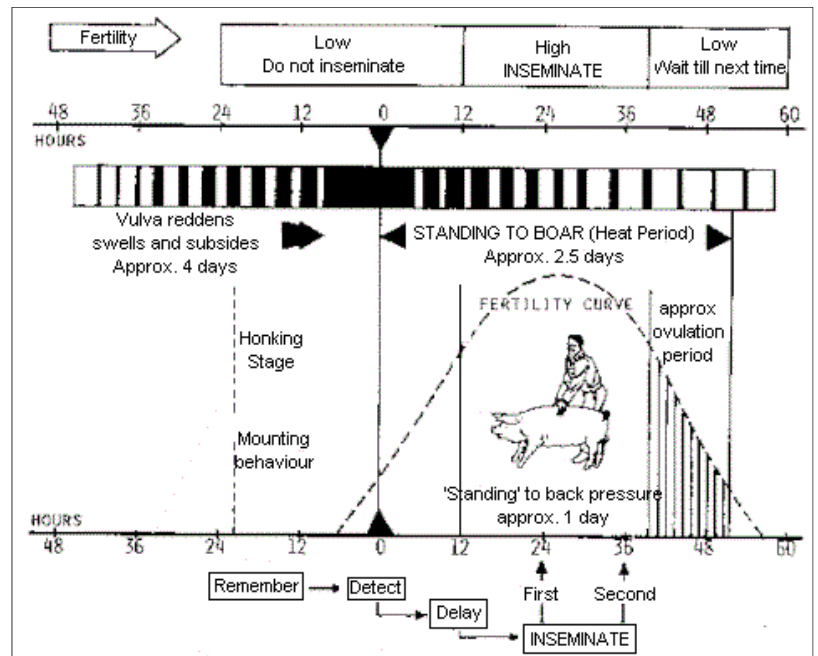 Fertility
Low
Do not inseminate
High
INSEMINATE
Low
Wait till next time
48 36 24 12 0 12 24 36 48 60
HOURS
Vulva reddens
swells and subsides
Approx. 4 days
STANDING TO BOAR (Heat Period)
Approx. 2.5 days
FERTILITY CURVE
approx
ovulation
period
Honking
Stage
Mounting
behaviour
'Standing' to back pressure
approx. 1 day
HOURS
48 36 24 12 0 12 24 36 48 60
Remember
Detect
Delay
First
Second
INSEMINATE